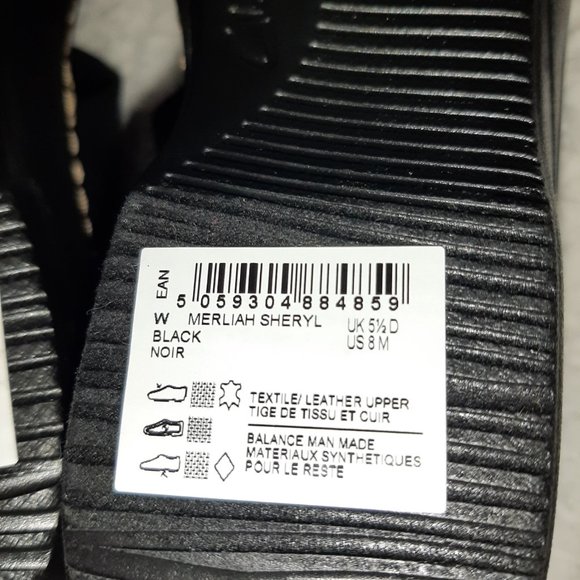 EAN
5 059304 884859
W MERLIAH SHERYL UK 5½ D
BLACK US 8 M
NOIR
TEXTILE/ LEATHER UPPER
TIGE DE TISSU ET CUIR
BALANCE MAN MADE
MATERIAUX SYNTHETIQUES
POUR LE RESTE